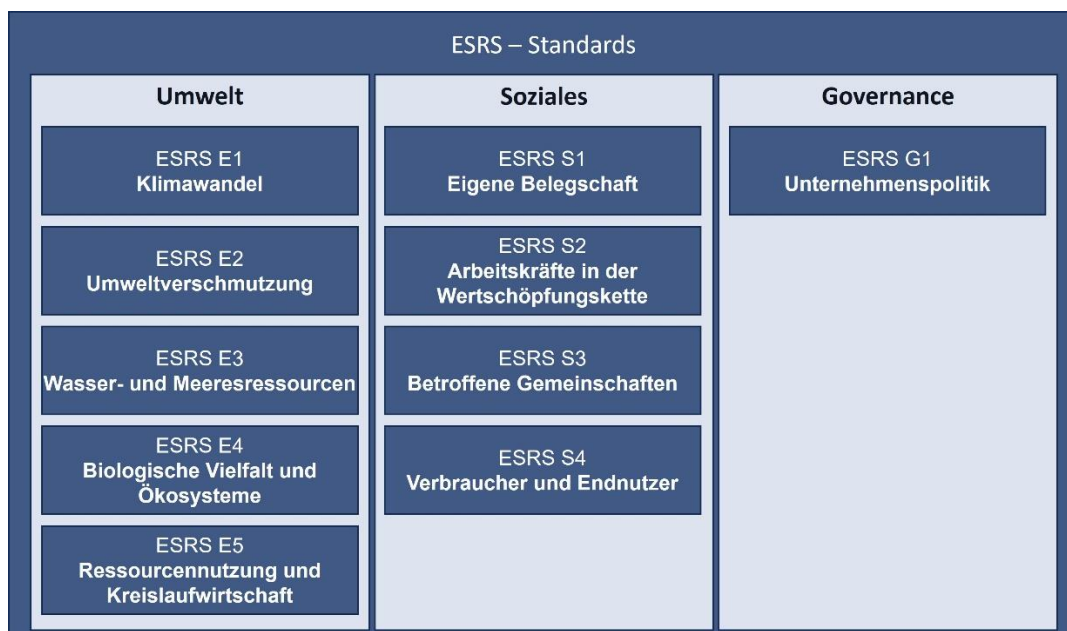 ESRS – Standards
Umwelt
ESRS E1
Klimawandel
ESRS E2
Umweltverschmutzung
ESRS E3
Wasser- und Meeresressourcen
ESRS E4
Biologische Vielfalt und
Ökosysteme
ESRS E5
Ressourcennutzung und
Kreislaufwirtschaft
Soziales
ESRS S1
Eigene Belegschaft
ESRS S2
Arbeitskräfte in der
Wertschöpfungskette
ESRS S3
Betroffene Gemeinschaften
ESRS S4
Verbraucher und Endnutzer
Governance
ESRS G1
Unternehmenspolitik